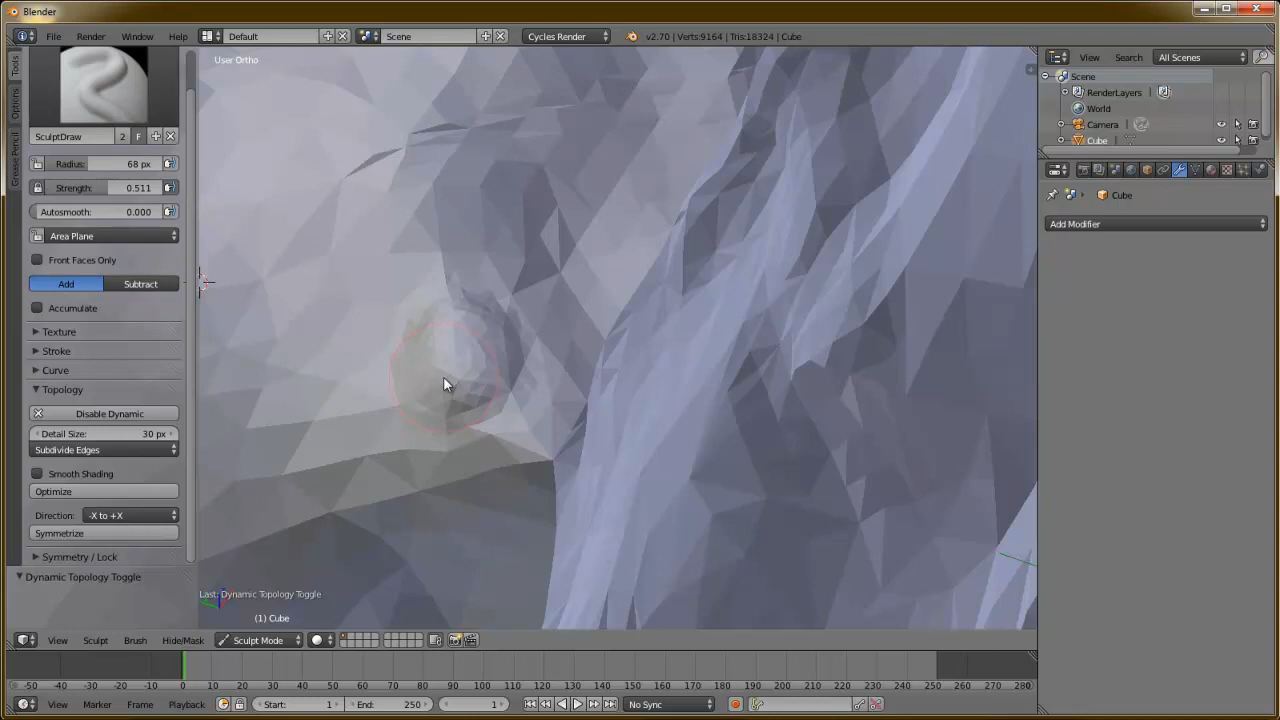 Blender
File Render Window Help Default Scene Cycles Render v2.70 | Verts:9164 | Tris:18324 | Cube
User Ortho
View Search All Scenes
Scene
RenderLayers
World
Camera
Cube
Tools
Options
Grease Pencil
SculptDraw 2 F
Radius: 68 px
Strength: 0.511
Autosmooth: 0.000
Area Plane
Front Faces Only
Add Subtract
Accumulate
Texture
Stroke
Curve
Topology
Disable Dynamic
Detail Size: 30 px
Subdivide Edges
Smooth Shading
Optimize
Direction: -X to +X
Symmetrize
Symmetry / Lock
Dynamic Topology Toggle
Cube
Add Modifier
Last: Dynamic Topology Toggle
(1) Cube
View Sculpt Brush Hide/Mask Sculpt Mode
-50 -40 -30 -20 -10 0 10 20 30 40 50 60 70 80 90 100 110 120 130 140 150 160 170 180 190 200 210 220 230 240 250 260 270 280
View Marker Frame Playback Start: 1 End: 250 1 No Sync